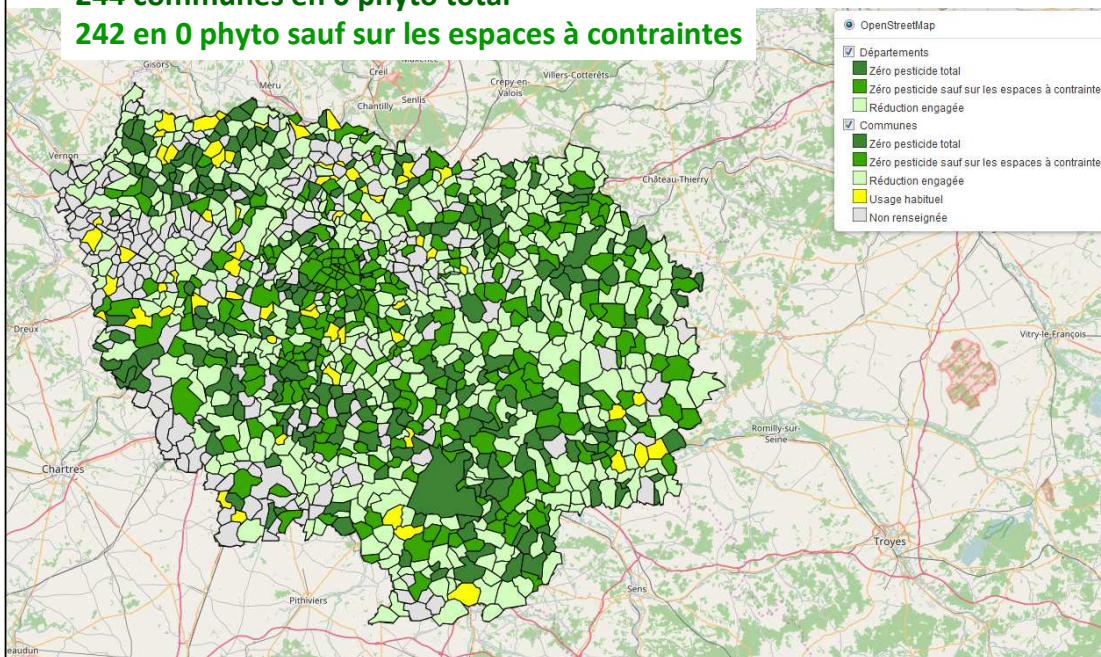 244 communes en 0 phyto total
242 en 0 phyto sauf sur les espaces à contraintes
OpenStreetMap
Départements
Zéro pesticide total
Zéro pesticide sauf sur les espaces à contrainte
Réduction engagée
Communes
Zéro pesticide total
Zéro pesticide sauf sur les espaces à contrainte
Réduction engagée
Usage habituel
Non renseignée
Gisors
Méru
Creil
Chantilly
Senlis
Crépy-en-
Valois
Villers-Cotterêts
Vernon
Château-Thierry
Dreux
Vitry-le-François
Romilly-sur-
Seine
Chartres
Troyes
Sens
Pithiviers
eaudun